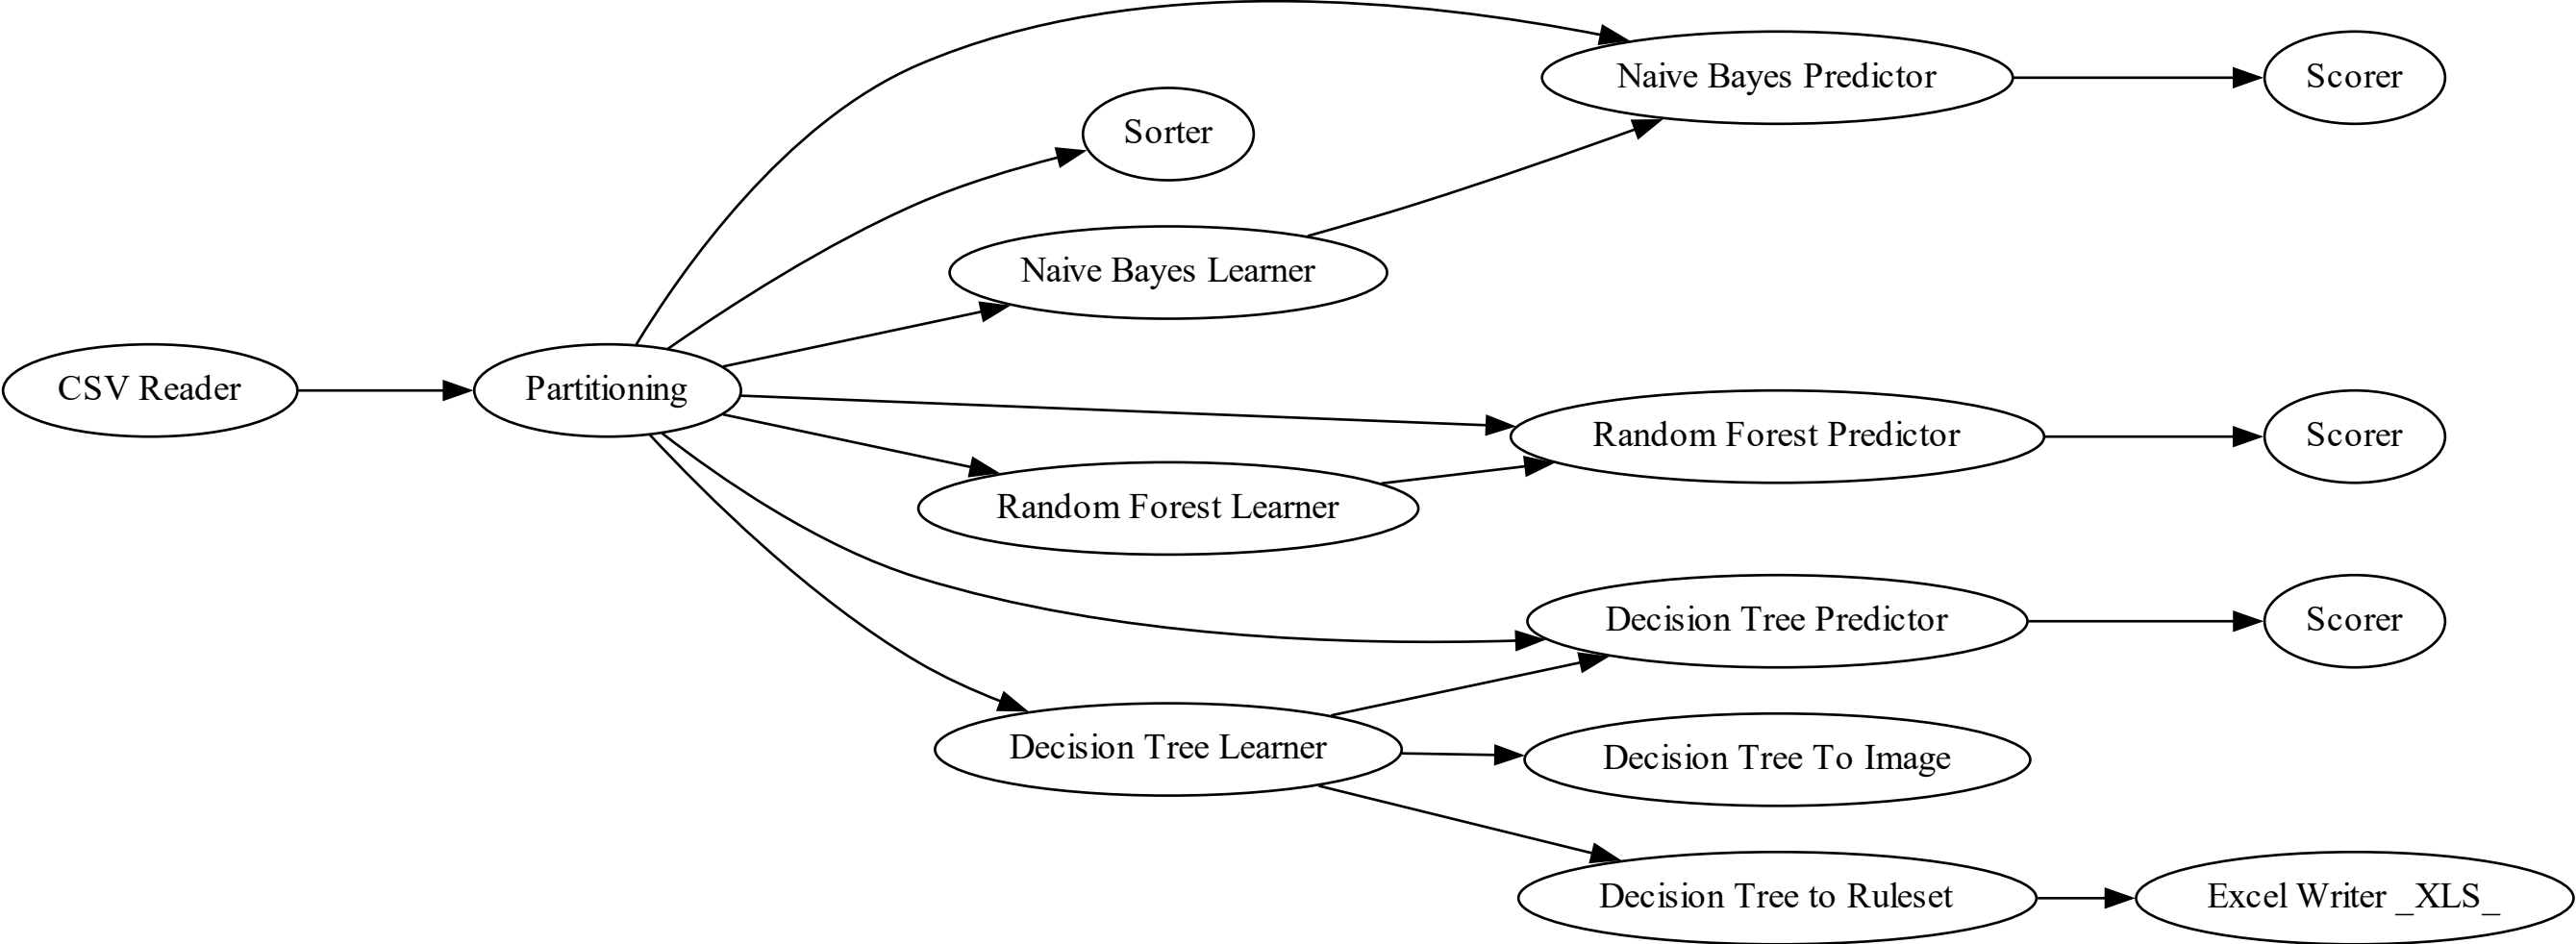 CSV Reader
Partitioning
Sorter
Naive Bayes Learner
Random Forest Learner
Decision Tree Learner
Naive Bayes Predictor
Random Forest Predictor
Decision Tree Predictor
Decision Tree To Image
Decision Tree to Ruleset
Scorer
Scorer
Scorer
Excel Writer _XLS_